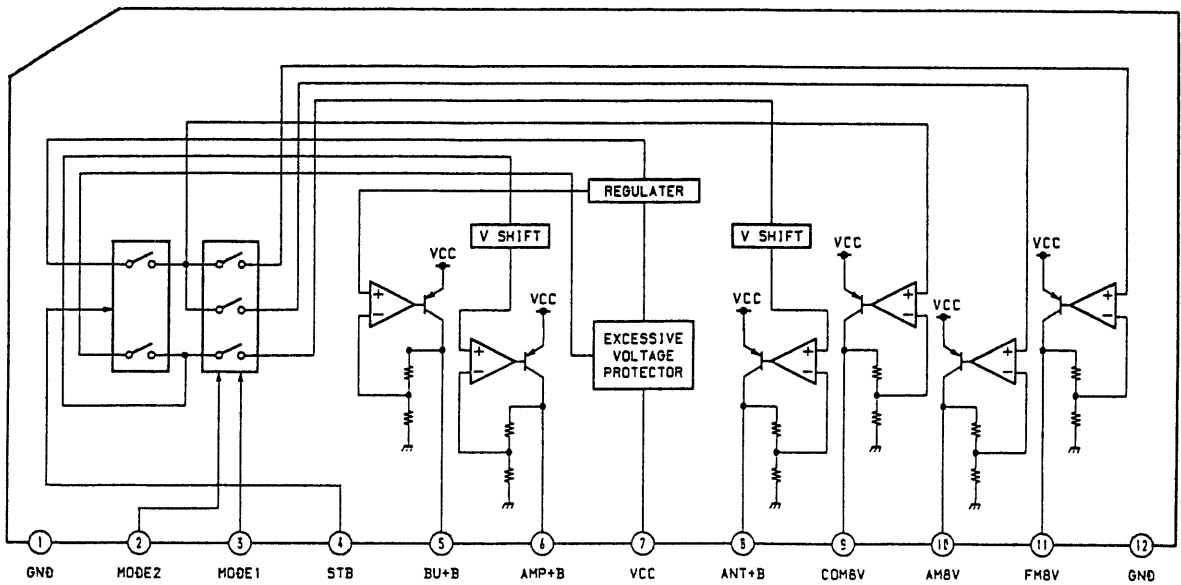 REGULATER
V SHIFT
V SHIFT
VCC
VCC
VCC
VCC
VCC
VCC
+
−
+
−
+
−
+
−
+
−
+
−
EXCESSIVE
VOLTAGE
PROTECTOR
1 2 3 4 5 6 7 8 9 10 11 12
GND MODE2 MODE1 STB BU+B AMP+B VCC ANT+B COM8V AM8V FM8V GND